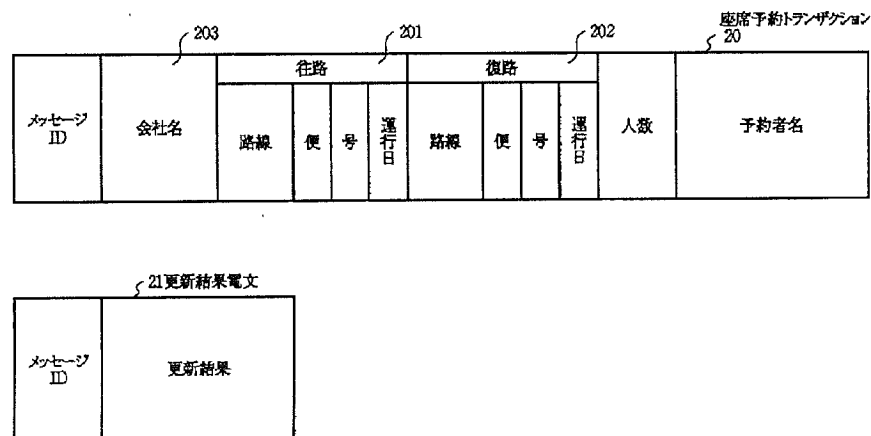 座席予約トランザクション
203
201
202
20
往路
復路
メッセージ
ID
会社名
路線
便
号
運行日
路線
便
号
運行日
人数
予約者名
21更新結果電文
メッセージ
ID
更新結果